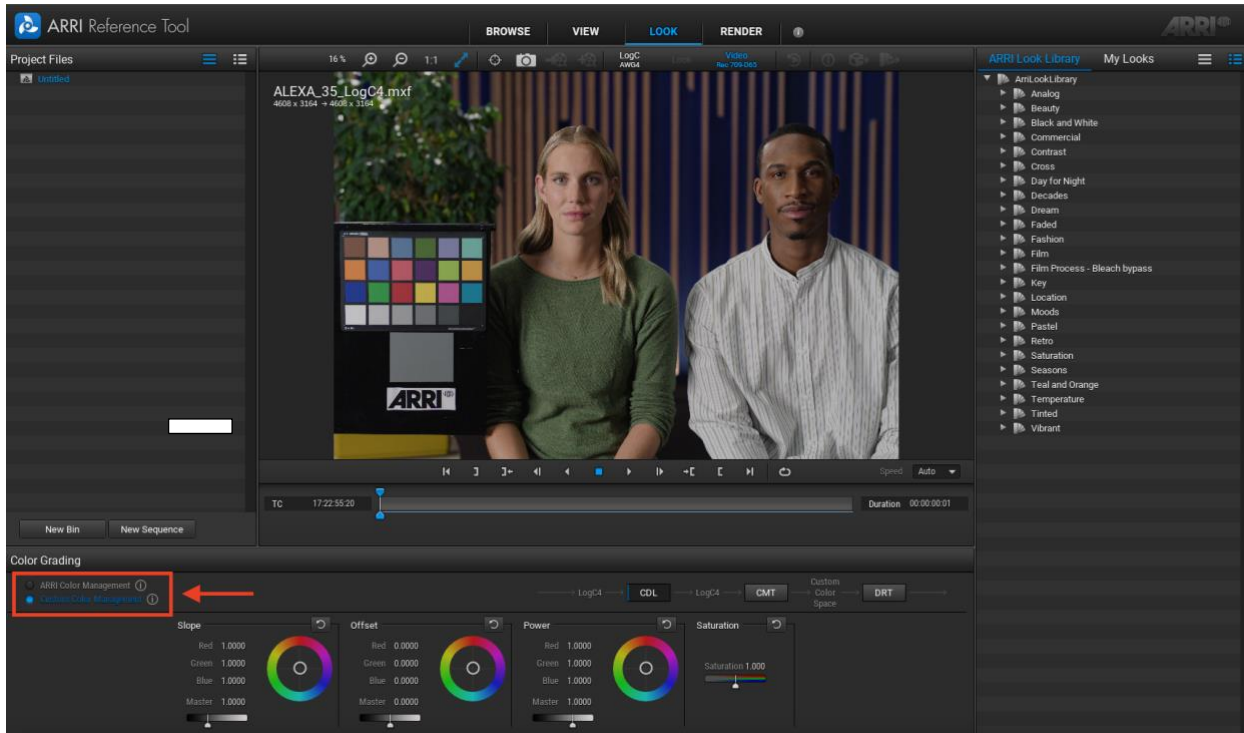 ARRI Reference Tool
BROWSE VIEW LOOK RENDER
ARRI®
Project Files
16% 1:1 LogC AWG4 Look Video Rec 709-D65
ARRI Look Library My Looks
Untitled
ALEXA_35_LogC4.mxf
4608 x 3164 → 4608 x 3164
ARRI
ArriLookLibrary
Analog
Beauty
Black and White
Commercial
Contrast
Cross
Day for Night
Decades
Dream
Faded
Fashion
Film
Film Process - Bleach bypass
Key
Location
Moods
Pastel
Retro
Saturation
Seasons
Teal and Orange
Temperature
Tinted
Vibrant
Speed Auto
TC 17:22:55:20 Duration 00:00:00:01
New Bin New Sequence
Color Grading
ARRI Color Management
Custom Color Management
LogC4 CDL LogC4 CMT Custom Color Space DRT
Slope Offset Power Saturation
Red 1.0000 Red 0.0000 Red 1.0000
Green 1.0000 Green 0.0000 Green 1.0000
Saturation 1.000
Blue 1.0000 Blue 0.0000 Blue 1.0000
Master 1.0000 Master 0.0000 Master 1.0000